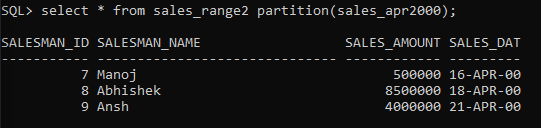 SQL> select * from sales_range2 partition(sales_apr2000);
SALESMAN_ID SALESMAN_NAME                  SALES_AMOUNT SALES_DAT
----------- ------------------------------ ------------ ---------
          7 Manoj                                500000 16-APR-00
          8 Abhishek                            8500000 18-APR-00
          9 Ansh                                4000000 21-APR-00